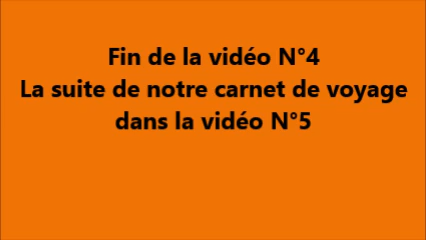 Fin de la vidéo N°4
La suite de notre carnet de voyage
dans la vidéo N°5